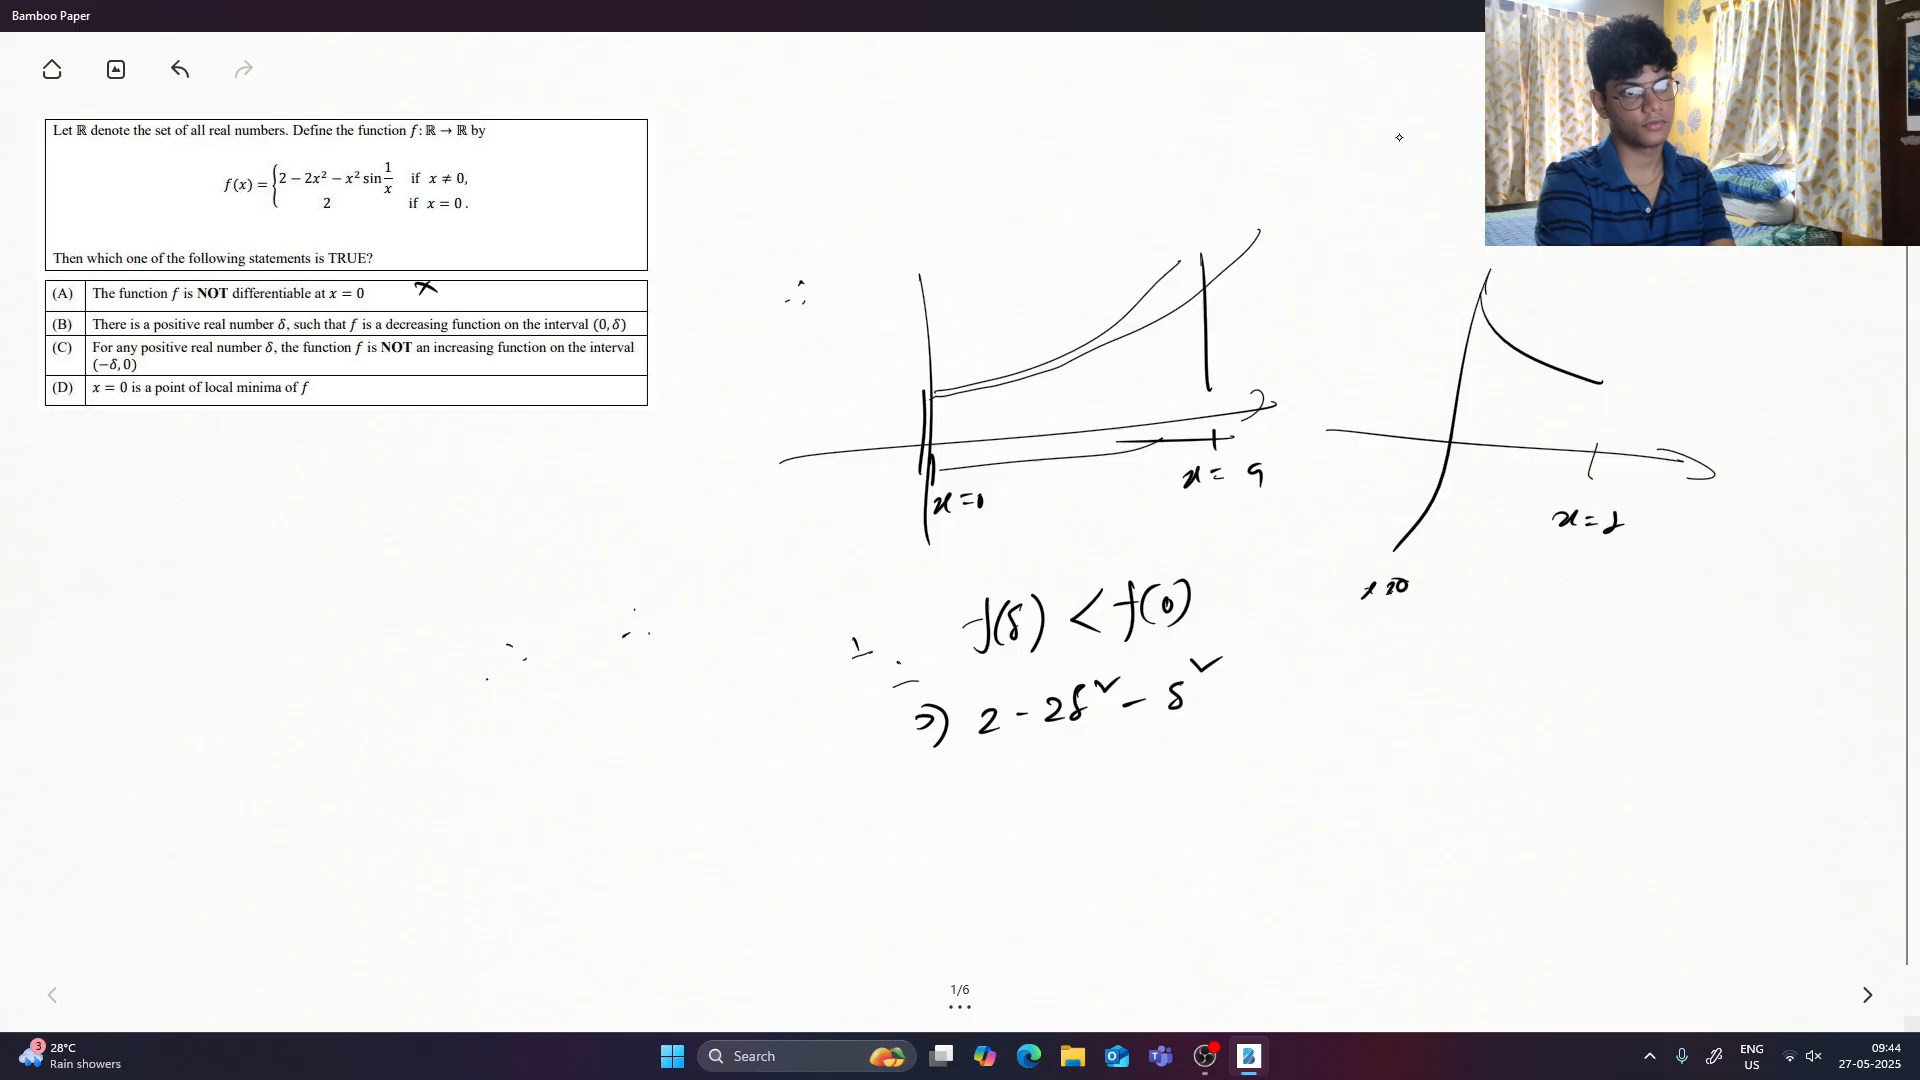 Bamboo Paper
Let ℝ denote the set of all real numbers. Define the function f: ℝ → ℝ by
f(x) = { 2 − 2x² − x² sin 1/x if x ≠ 0,
2 if x = 0 .
Then which one of the following statements is TRUE?
(A) The function f is NOT differentiable at x = 0 ×
(B) There is a positive real number δ, such that f is a decreasing function on the interval (0, δ)
(C) For any positive real number δ, the function f is NOT an increasing function on the interval
(−δ, 0)
(D) x = 0 is a point of local minima of f
∴
x = 0
x =
x =
f(δ) < f(0)
⇒) 2 - 2δ² - δ²
1/6
3
28°C
Rain showers
Search
ENG
US
09:44
27-05-2025